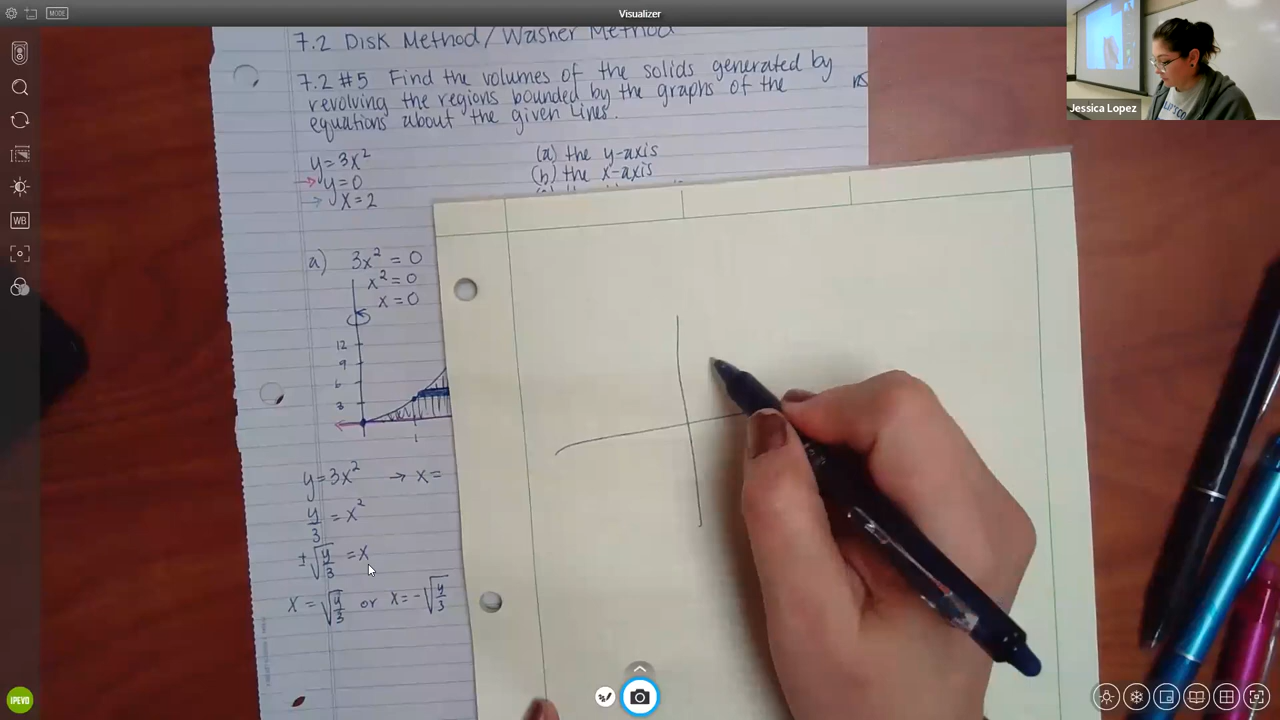 MODE
Visualizer
Jessica Lopez
WB
IPEVO
7.2 Disk Method/Washer Method
7.2 #5 Find the volumes of the solids generated by
revolving the regions bounded by the graphs of the
equations about the given lines.
y = 3x²
y = 0
x = 2
(a) the y-axis
(b) the x-axis
a) 3x² = 0
x² = 0
x = 0
12
9
6
3
1
y = 3x² → x =
y/3 = x²
±√y/3 = x
x = √y/3 or x = -√y/3